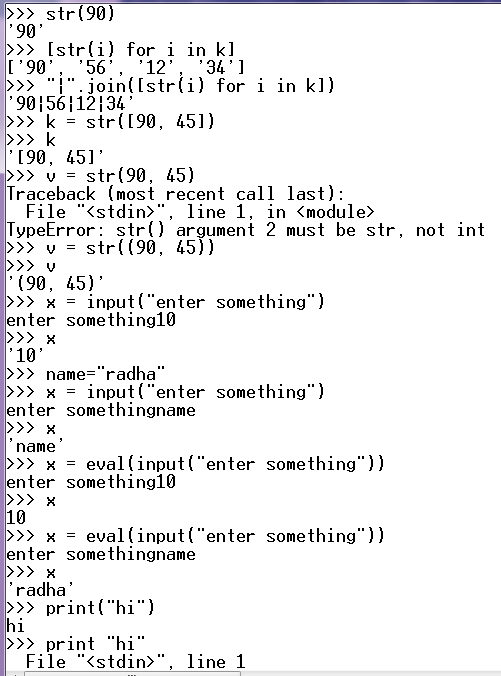 >>> str(90)
'90'
>>> [str(i) for i in k]
['90', '56', '12', '34']
>>> "|".join([str(i) for i in k])
'90|56|12|34'
>>> k = str([90, 45])
>>> k
'[90, 45]'
>>> v = str(90, 45)
Traceback (most recent call last):
  File "<stdin>", line 1, in <module>
TypeError: str() argument 2 must be str, not int
>>> v = str((90, 45))
>>> v
'(90, 45)'
>>> x = input("enter something")
enter something10
>>> x
'10'
>>> name="radha"
>>> x = input("enter something")
enter somethingname
>>> x
'name'
>>> x = eval(input("enter something"))
enter something10
>>> x
10
>>> x = eval(input("enter something"))
enter somethingname
>>> x
'radha'
>>> print("hi")
hi
>>> print "hi"
  File "<stdin>", line 1